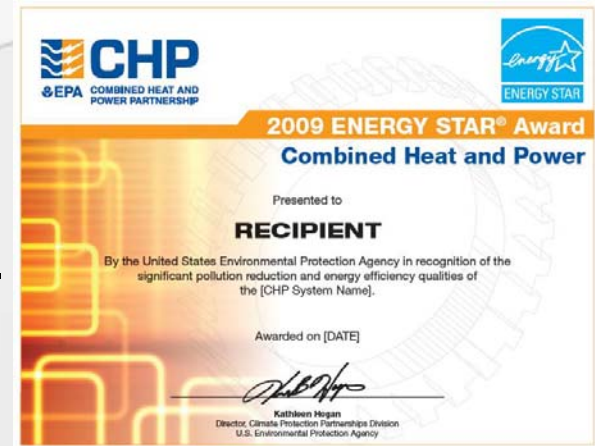 CHP
EPA COMBINED HEAT AND
POWER PARTNERSHIP
energy
ENERGY STAR
2009 ENERGY STAR® Award
Combined Heat and Power
Presented to
RECIPIENT
By the United States Environmental Protection Agency in recognition of the
significant pollution reduction and energy efficiency qualities of
the [CHP System Name].
Awarded on [DATE]
Kathleen Hogan
Director, Climate Protection Partnerships Division
U.S. Environmental Protection Agency